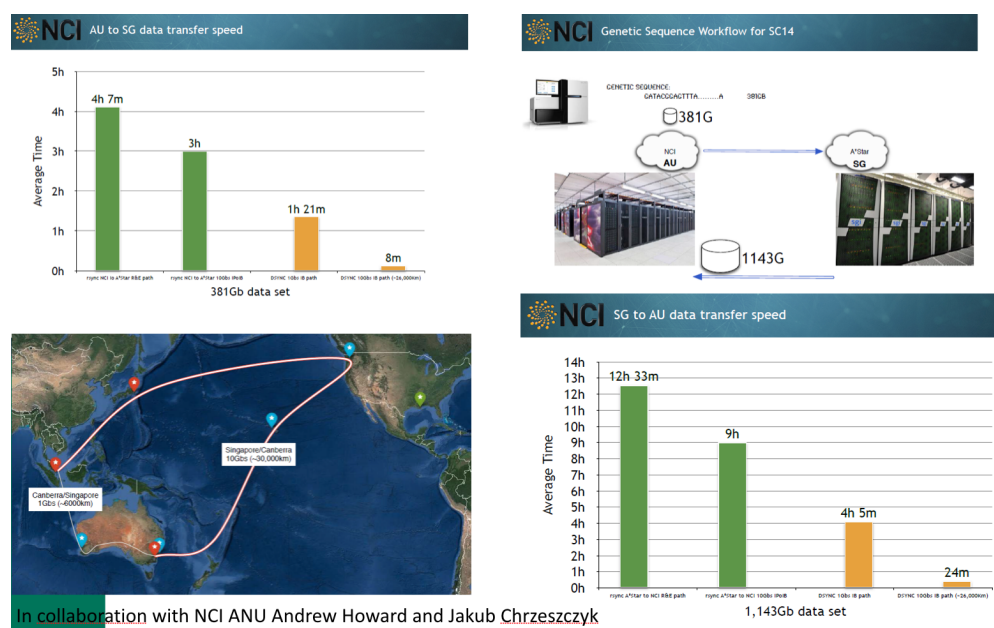 NCI AU to SG data transfer speed
5h
4h
3h
2h
1h
0h
Average Time
4h 7m
3h
1h 21m
8m
rsync NCI to A*Star R&E path
rsync NCI to A*Star 10Gbs IPoIB
DSYNC 1Gbs IB path
DSYNC 10Gbs IB path (~26,000Km)
381Gb data set
NCI Genetic Sequence Workflow for SC14
GENETIC SEQUENCE:
GATACCCAGTTTA.........A 381GB
381G
NCI
AU
A*Star
SG
1143G
Singapore/Canberra
10Gbs (~30,000km)
Canberra/Singapore
1Gbs (~6000km)
NCI SG to AU data transfer speed
14h
13h
12h
11h
10h
9h
8h
7h
6h
5h
4h
3h
2h
1h
0h
Average Time
12h 33m
9h
4h 5m
24m
rsync A*Star to NCI R&E path
rsync A*Star to NCI 10Gbs IPoIB
DSYNC 1Gbs IB path
DSYNC 10Gbs IB path (~26,000Km)
1,143Gb data set
In collaboration with NCI ANU Andrew Howard and Jakub Chrzeszczyk